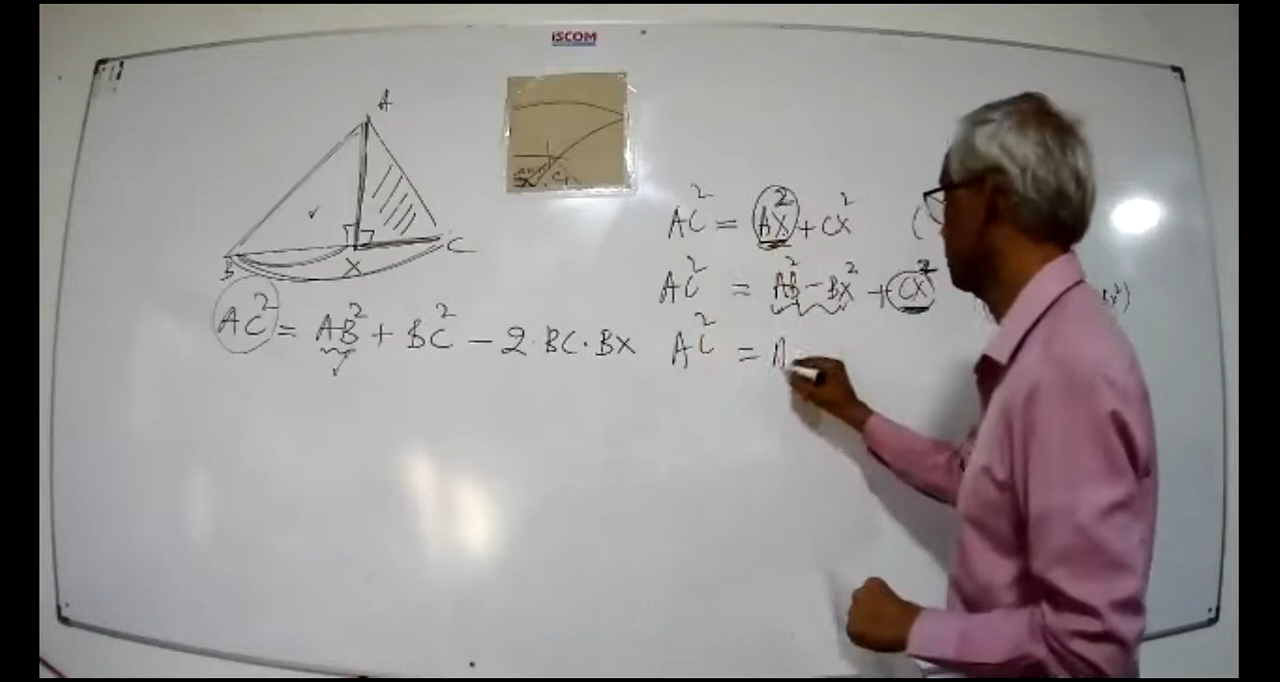 iSCOM
A
B
X
C
AC² = AB² + BC² - 2·BC·BX
AC² = AX² + CX² (
AC² = AB² - BX² + CX²
AC² = A